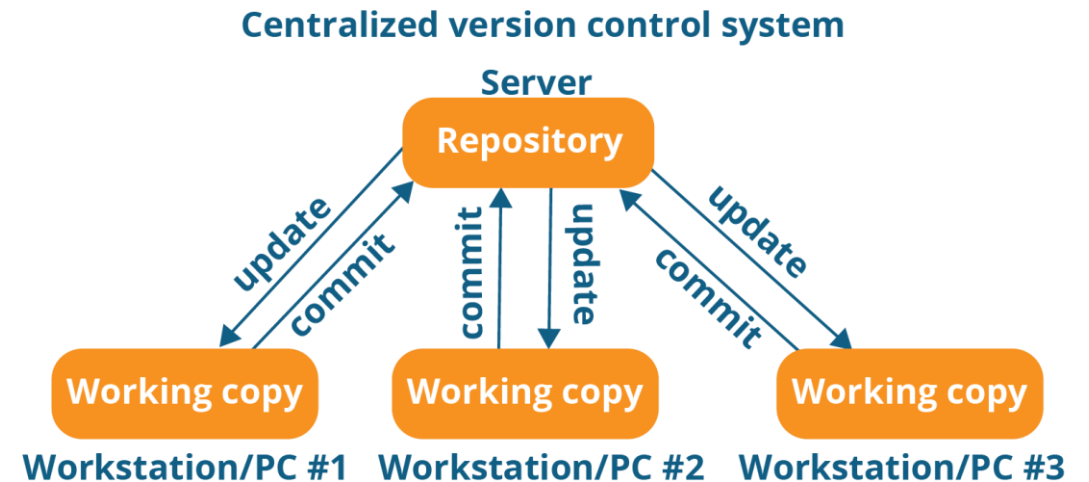 Centralized version control system
Server
Repository
update
commit
commit
update
commit
update
Working copy
Working copy
Working copy
Workstation/PC #1
Workstation/PC #2
Workstation/PC #3